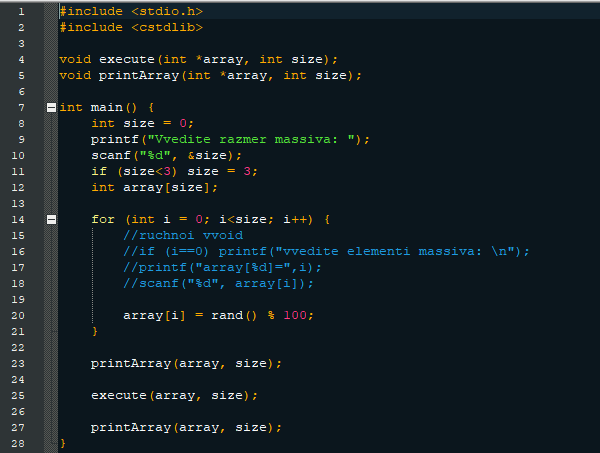 1 #include <stdio.h>
2 #include <cstdlib>
3
4 void execute(int *array, int size);
5 void printArray(int *array, int size);
6
7 int main() {
8     int size = 0;
9     printf("Vvedite razmer massiva: ");
10     scanf("%d", &size);
11     if (size<3) size = 3;
12     int array[size];
13
14     for (int i = 0; i<size; i++) {
15         //ruchnoi vvoid
16         //if (i==0) printf("vvedite elementi massiva: \n");
17         //printf("array[%d]=",i);
18         //scanf("%d", array[i]);
19
20         array[i] = rand() % 100;
21     }
22
23     printArray(array, size);
24
25     execute(array, size);
26
27     printArray(array, size);
28 }